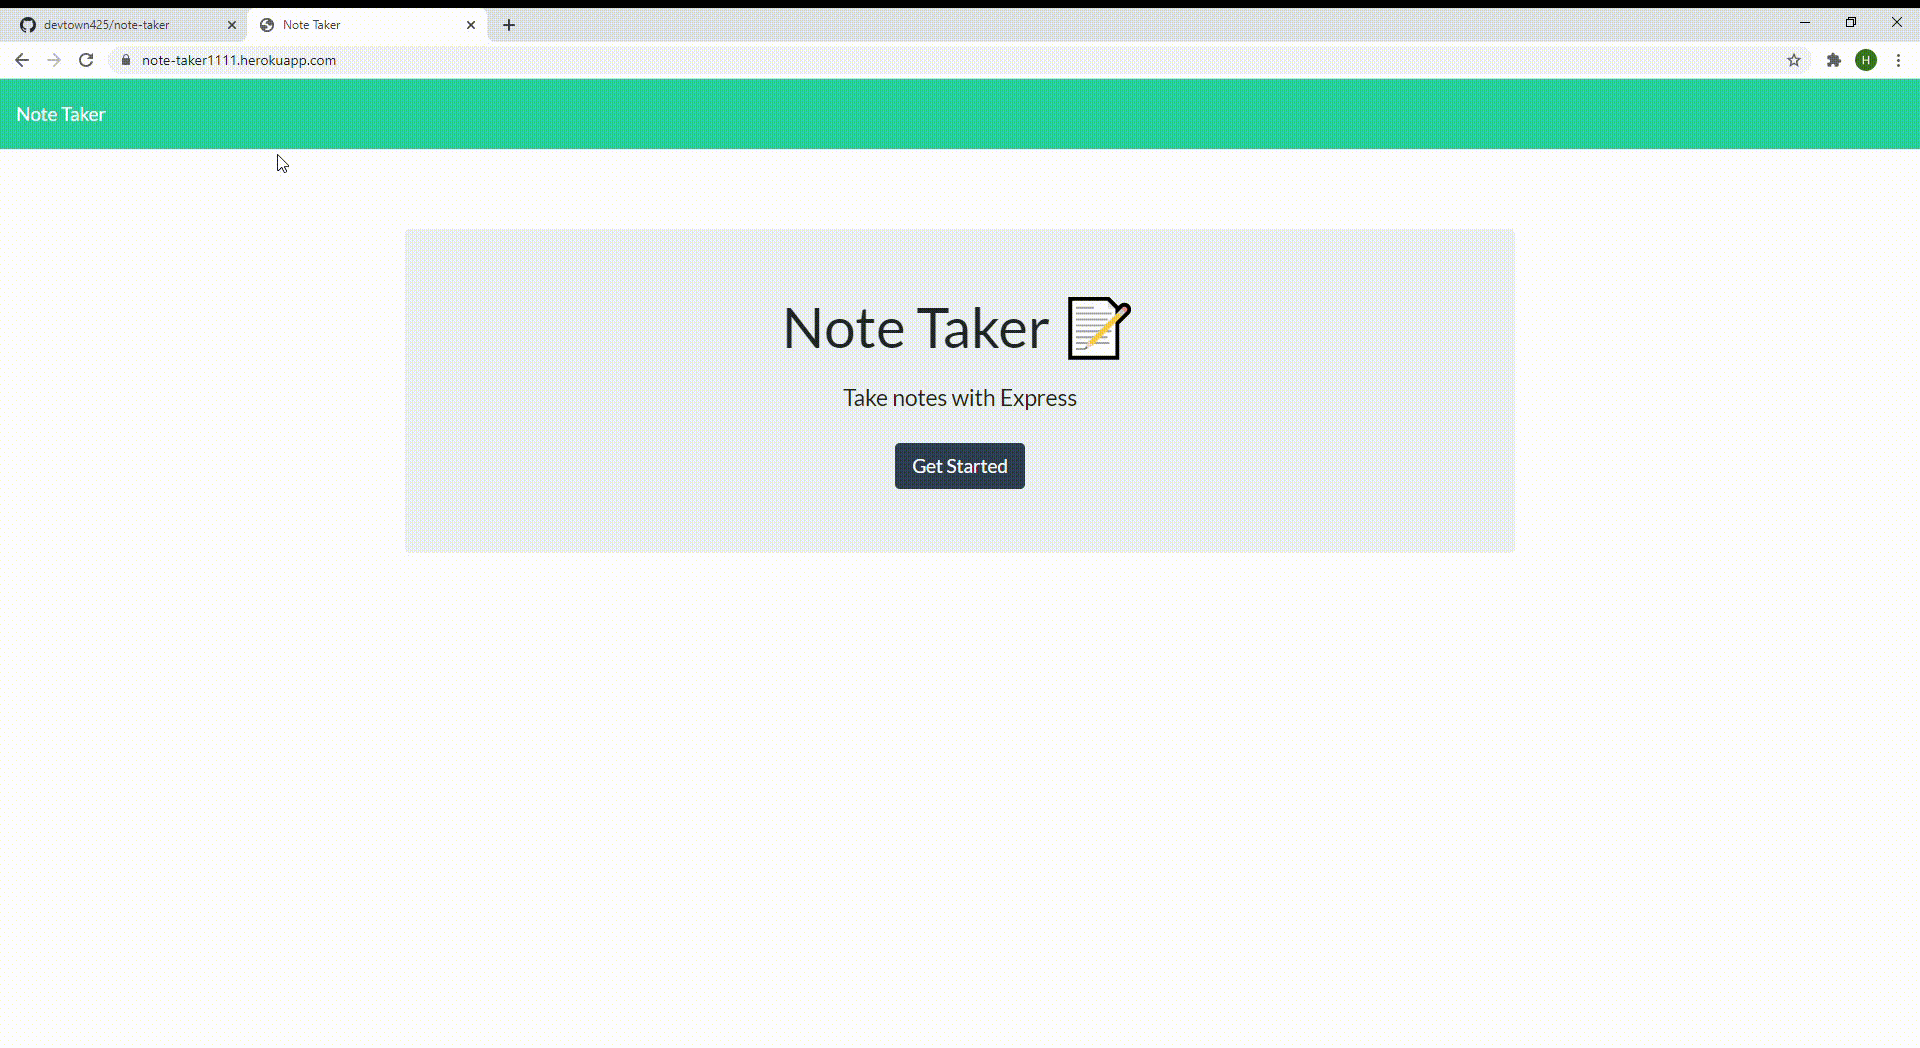 devtown425/note-taker
Note Taker
note-taker1111.herokuapp.com
H
Note Taker
Note Taker
Take notes with Express
Get Started